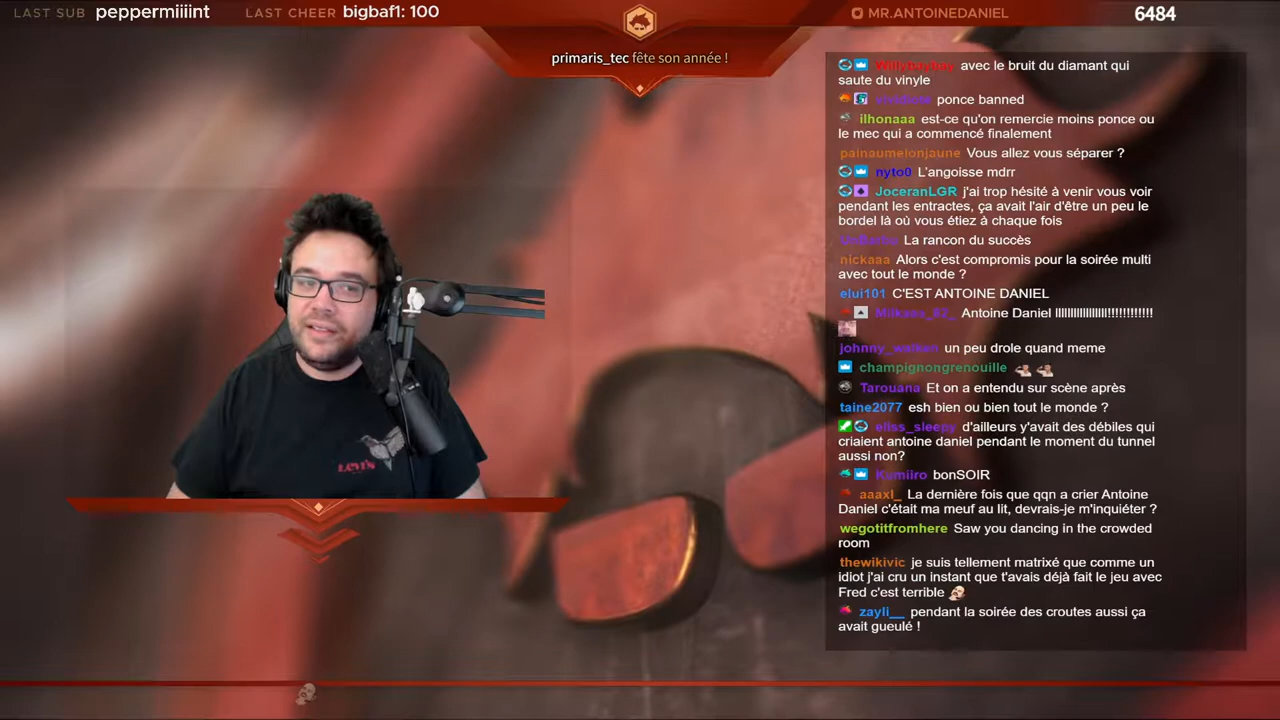 LAST SUB peppermiiiint LAST CHEER bigbaf1: 100 MR.ANTOINEDANIEL 6484
primaris_tec fête son année !
avec le bruit du diamant qui
saute du vinyle
ponce banned
ilhonaaa est-ce qu'on remercie moins ponce ou
le mec qui a commencé finalement
painaumelonjaune Vous allez vous séparer ?
nyto0 L'angoisse mdrr
JoceranLGR j'ai trop hésité à venir vous voir
pendant les entractes, ça avait l'air d'être un peu le
bordel là où vous étiez à chaque fois
La rancon du succès
nickaaa Alors c'est compromis pour la soirée multi
avec tout le monde ?
elui101 C'EST ANTOINE DANIEL
Antoine Daniel lllllllllllllllll!!!!!!!!!!!!
un peu drole quand meme
champignongrenouille
Tarouana Et on a entendu sur scène après
taine2077 esh bien ou bien tout le monde ?
eliss_sleepy d'ailleurs y'avait des débiles qui
criaient antoine daniel pendant le moment du tunnel
aussi non?
Kumiiro bonSOIR
aaaxl_ La dernière fois que qqn a crier Antoine
Daniel c'était ma meuf au lit, devrais-je m'inquiéter ?
wegotitfromhere Saw you dancing in the crowded
room
thewikivic je suis tellement matrixé que comme un
idiot j'ai cru un instant que t'avais déjà fait le jeu avec
Fred c'est terrible
zayli__ pendant la soirée des croutes aussi ça
avait gueulé !
LEVI'S